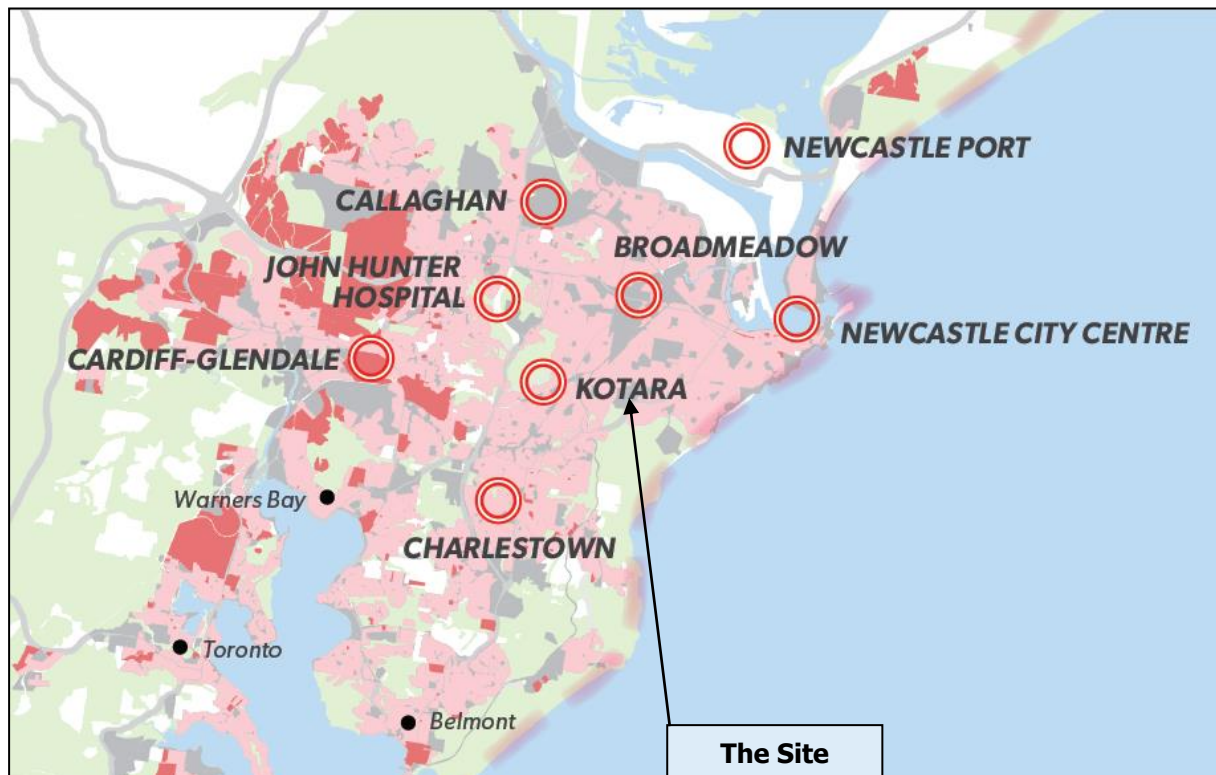 NEWCASTLE PORT
CALLAGHAN
BROADMEADOW
JOHN HUNTER
HOSPITAL
NEWCASTLE CITY CENTRE
CARDIFF-GLENDALE
KOTARA
Warners Bay
CHARLESTOWN
Toronto
Belmont
The Site